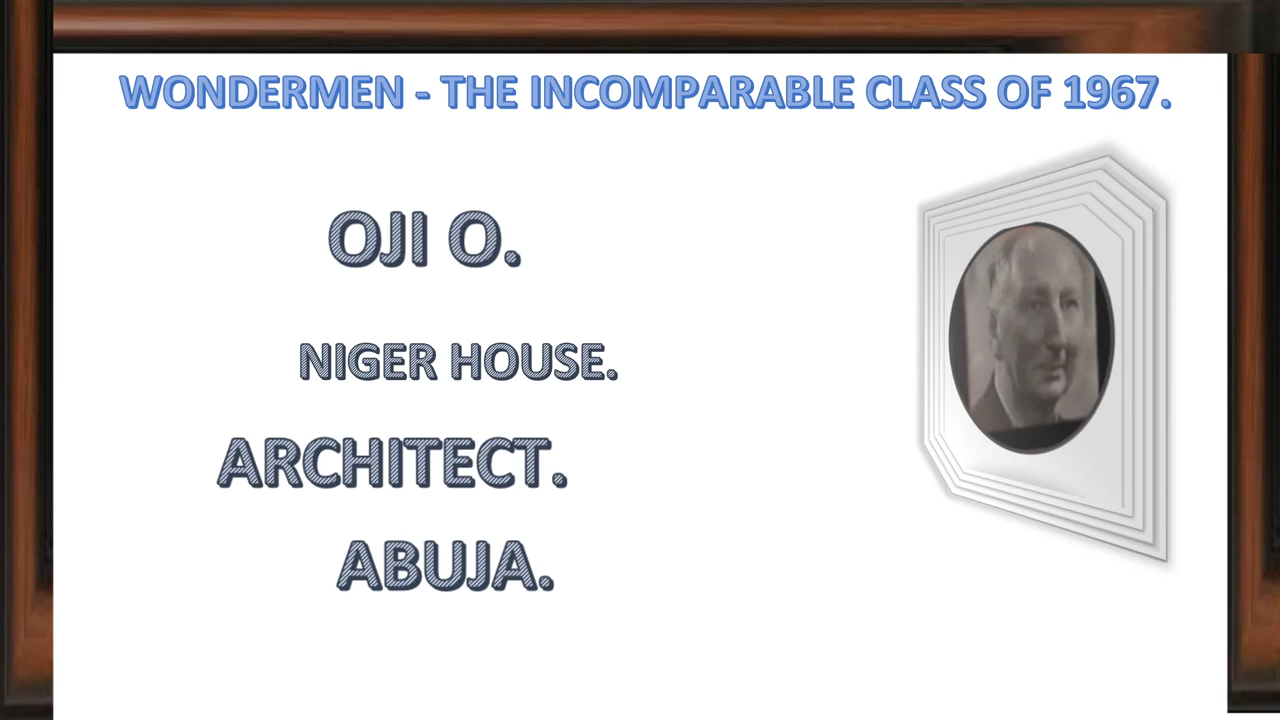 WONDERMEN - THE INCOMPARABLE CLASS OF 1967.
OJI O.
NIGER HOUSE.
ARCHITECT.
ABUJA.